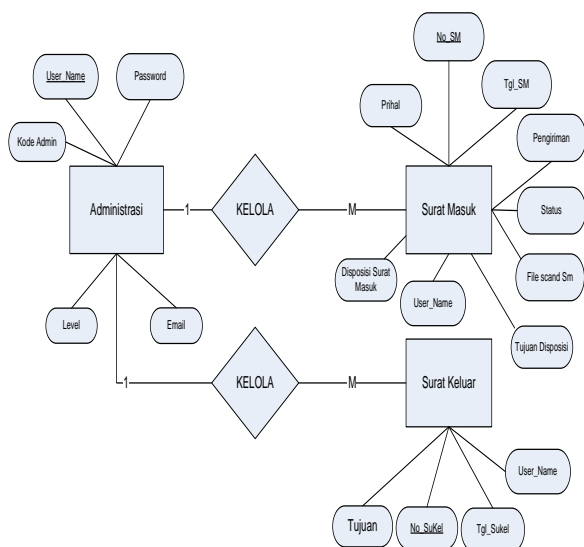 No_SM
User_Name
Password
Tgl_SM
Prihal
Pengiriman
Kode Admin
Administrasi
1
KELOLA
M
Surat Masuk
Status
Disposisi Surat
Masuk
File scand Sm
User_Name
Level
Email
Tujuan Disposisi
1
KELOLA
M
Surat Keluar
User_Name
Tujuan
No_SuKel
Tgl_Sukel